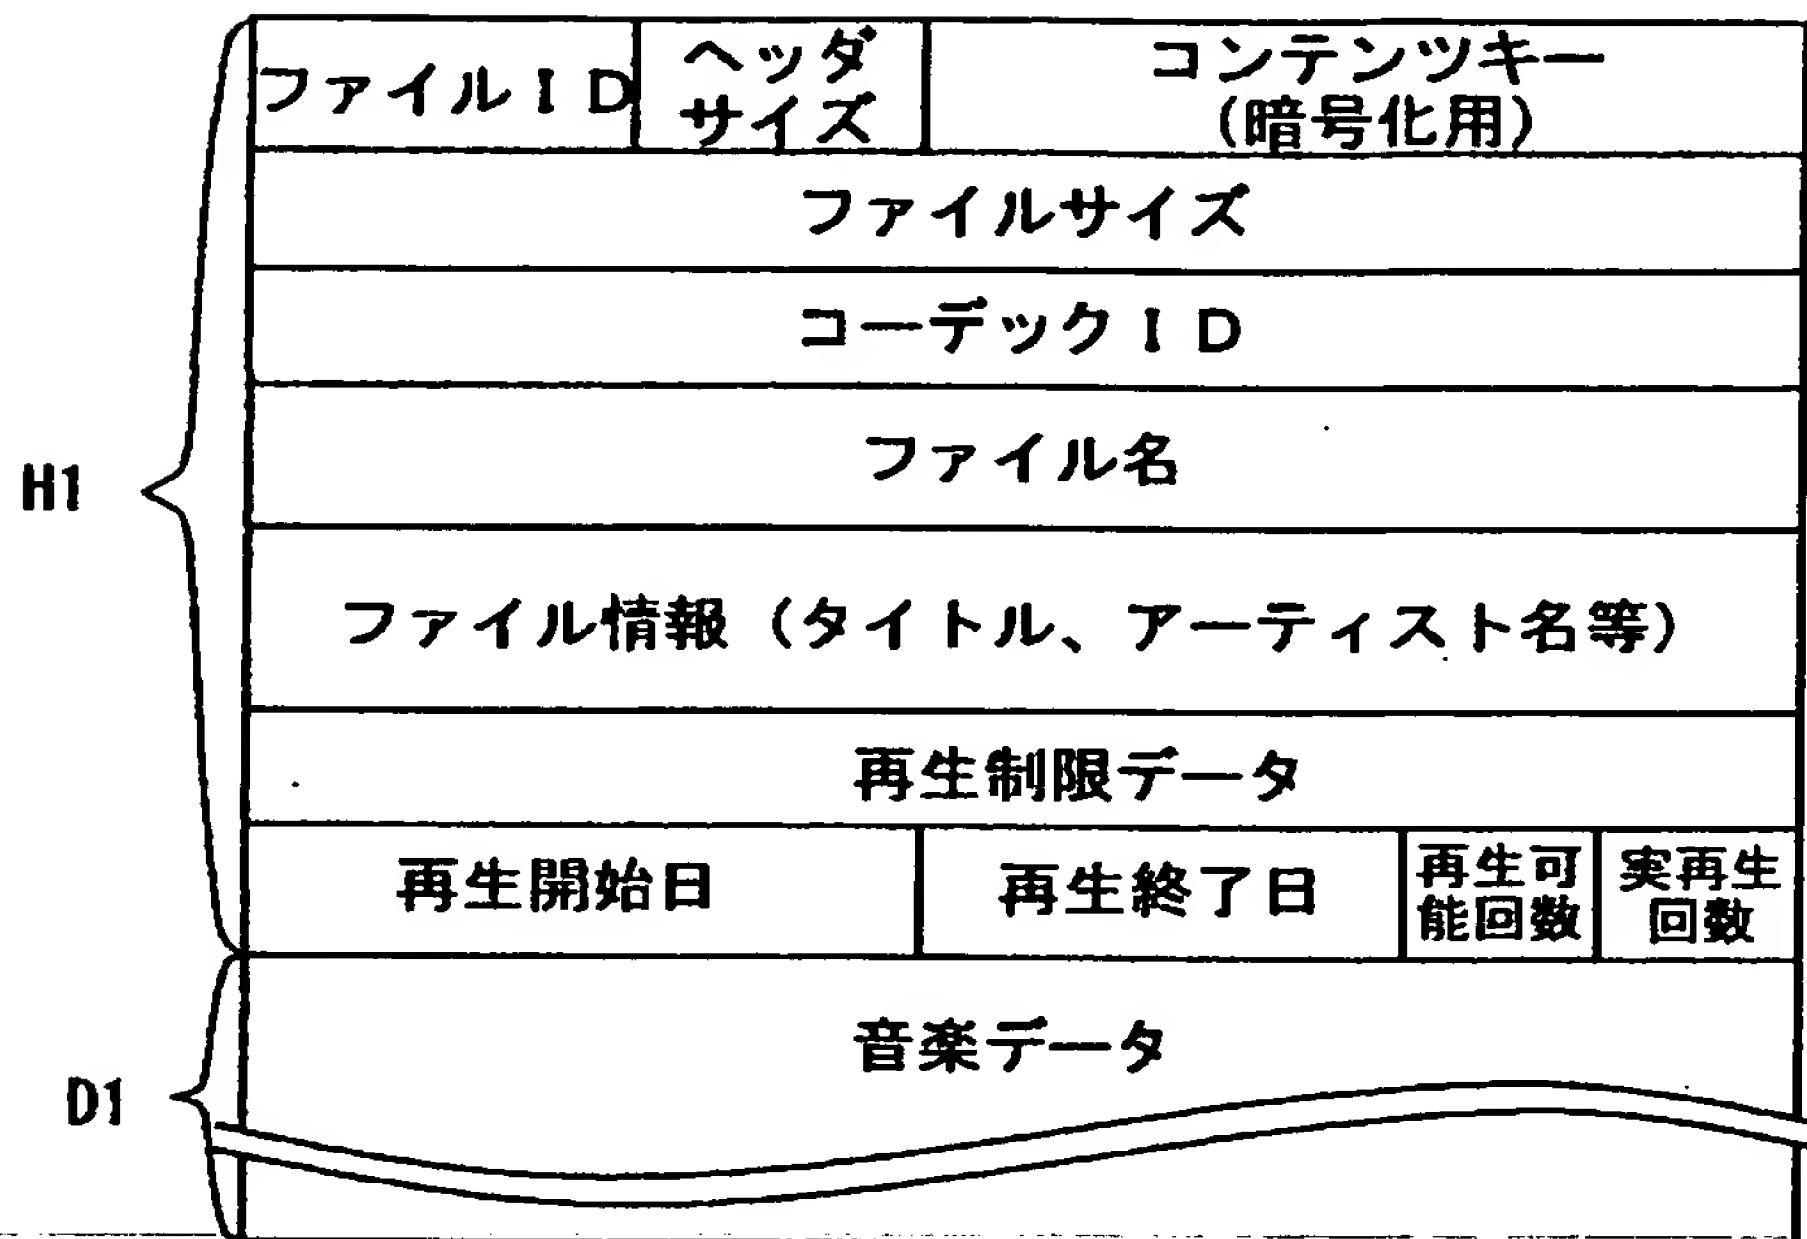 ファイルＩＤ
ヘッダ
サイズ
コンテンツキー
(暗号化用)
ファイルサイズ
コーデックＩＤ
ファイル名
H1
ファイル情報（タイトル、アーティスト名等）
再生制限データ
再生開始日
再生終了日
再生可
能回数
実再生
回数
音楽データ
D1